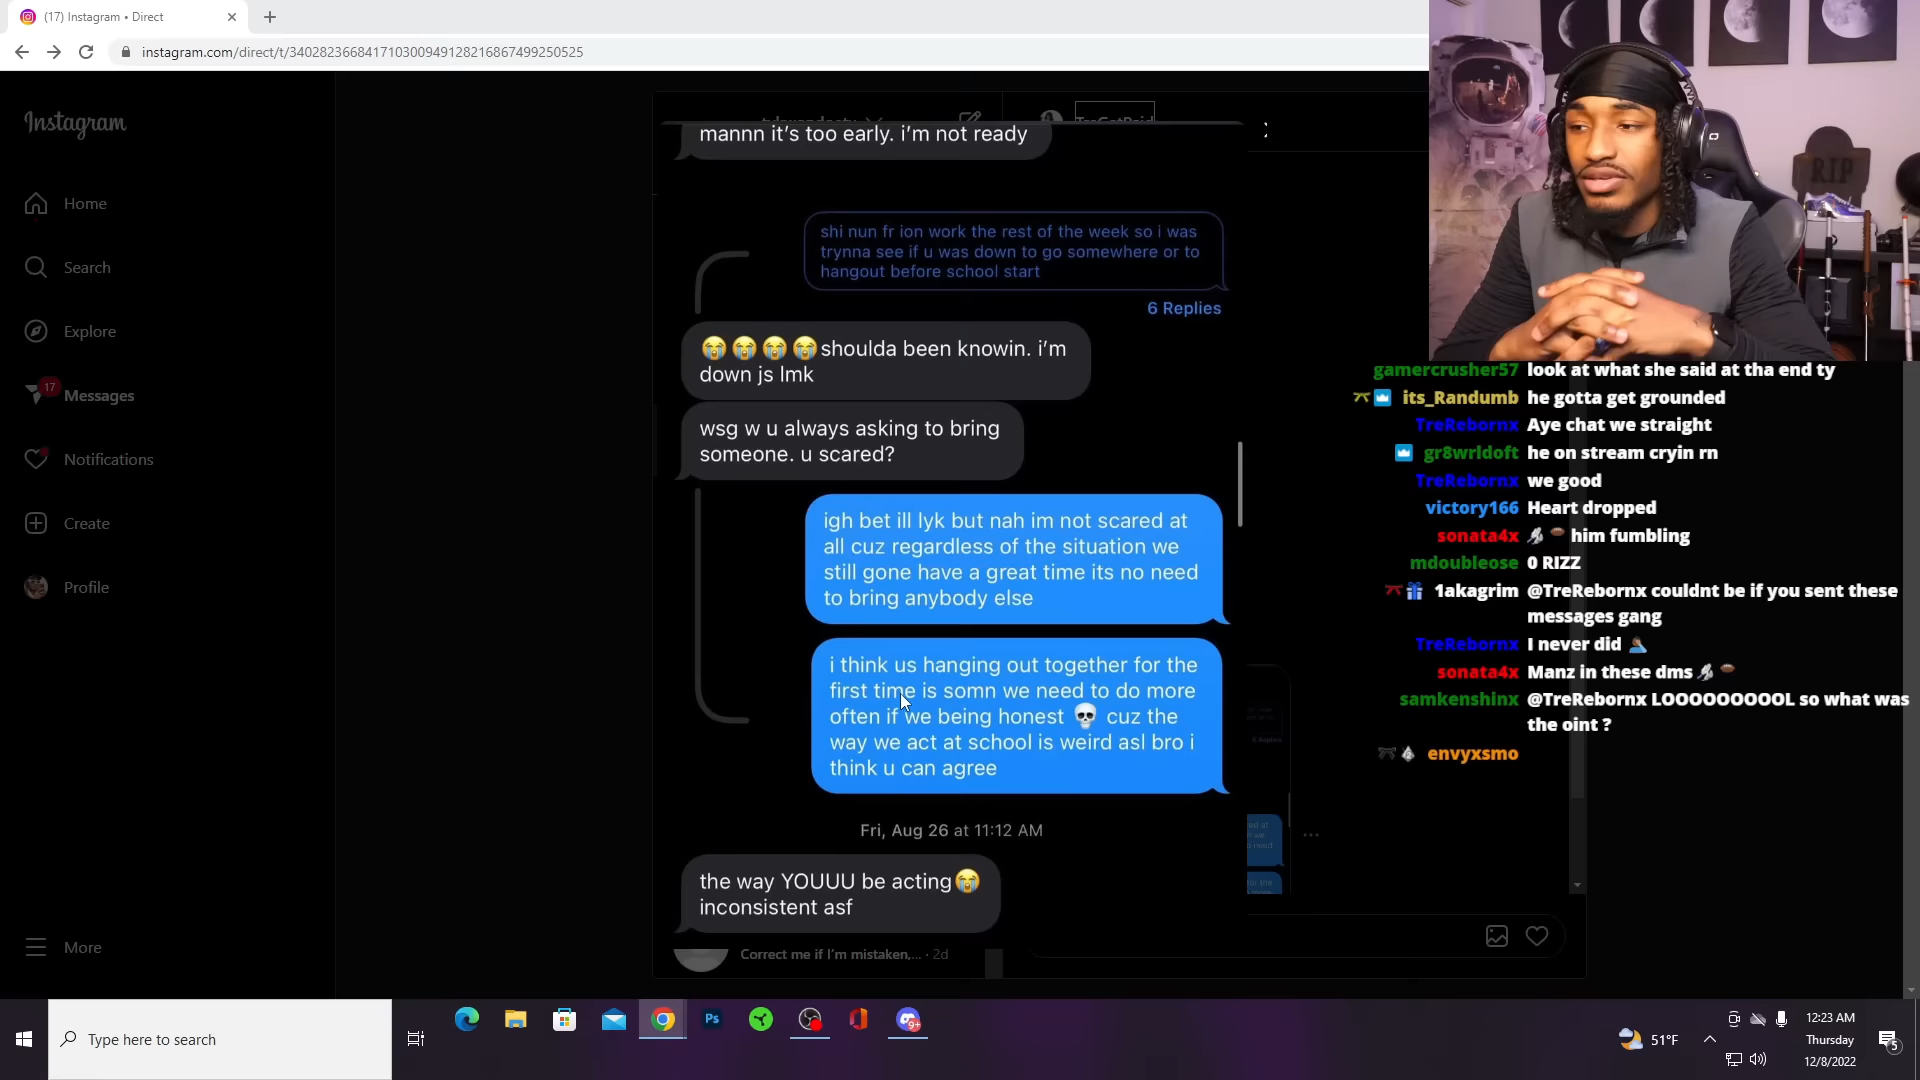 (17) Instagram • Direct
instagram.com/direct/t/340282366841710300949128216867499250525
Instagram
Home
Search
Explore
17
Messages
Notifications
Create
Profile
More
TreGotPaid
mannn it's too early. i'm not ready
shi nun fr ion work the rest of the week so i was
trynna see if u was down to go somewhere or to
hangout before school start
6 Replies
😭😭😭😭shoulda been knowin. i'm
down js lmk
wsg w u always asking to bring
someone. u scared?
igh bet ill lyk but nah im not scared at
all cuz regardless of the situation we
still gone have a great time its no need
to bring anybody else
i think us hanging out together for the
first time is somn we need to do more
often if we being honest 💀 cuz the
way we act at school is weird asl bro i
think u can agree
Fri, Aug 26 at 11:12 AM
the way YOUUU be acting😭
inconsistent asf
Correct me if I'm mistaken,... · 2d
RIP
gamercrusher57 look at what she said at tha end ty
its_Randumb he gotta get grounded
TreRebornx Aye chat we straight
gr8wrldoft he on stream cryin rn
TreRebornx we good
victory166 Heart dropped
sonata4x 🏈 him fumbling
mdoubleose 0 RIZZ
1akagrim @TreRebornx couldnt be if you sent these
messages gang
TreRebornx I never did 🤦🏾‍♂️
sonata4x Manz in these dms 🏈
samkenshinx @TreRebornx LOOOOOOOOOL so what was
the oint ?
envyxsmo
Type here to search
Ps
9+
51°F
12:23 AM
Thursday
12/8/2022
5